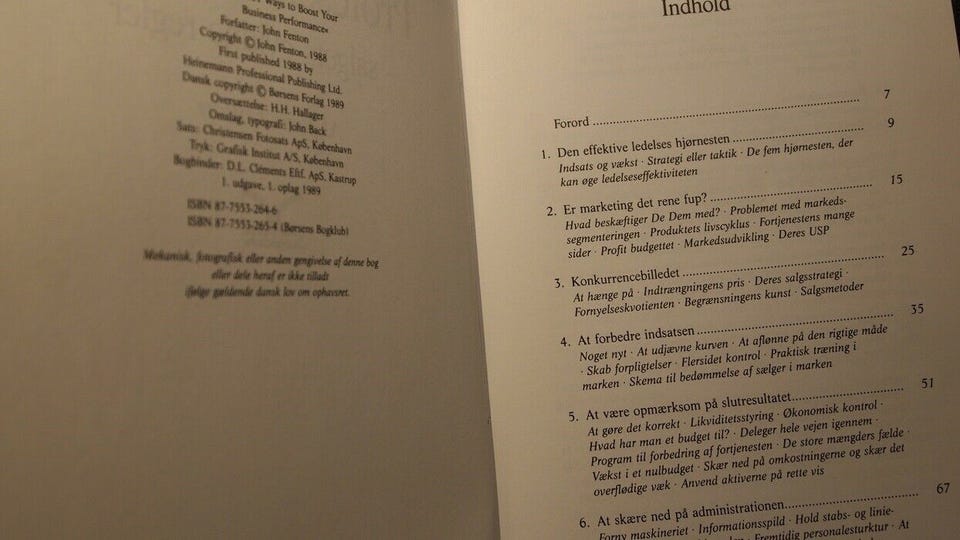 Ways to Boost Your
Business Performance«
Forfatter: John Fenton
Copyright © John Fenton, 1988
First published 1988 by
Heinemann Professional Publishing Ltd.
Dansk copyright © Børsens Forlag 1989
Oversættelse: H.H. Hallager
Omslag, typografi: John Back
Sats: Christensen Fotosats ApS, København
Tryk: Grafisk Institut A/S, København
Bogbinder: D.L. Cléments Eftf. ApS, Kastrup
1. udgave, 1. oplag 1989
ISBN 87-7553-264-6
ISBN 87-7553-265-4 (Børsens Bogklub)
Mekanisk, fotografisk eller anden gengivelse af denne bog
eller dele heraf er ikke tilladt
ifølge gældende dansk lov om ophavsret.
Indhold
Forord 7
1. Den effektive ledelses hjørnesten 9
Indsats og vækst · Strategi eller taktik · De fem hjørnesten, der
kan øge ledelseseffektiviteten
2. Er marketing det rene fup? 15
Hvad beskæftiger De Dem med? · Problemet med markeds-
segmenteringen · Produktets livscyklus · Fortjenestens mange
sider · Profit budgettet · Markedsudvikling · Deres USP
3. Konkurrencebilledet 25
At hænge på · Indtrængningens pris · Deres salgsstrategi ·
Fornyelseskvotienten · Begrænsningens kunst · Salgsmetoder
4. At forbedre indsatsen 35
Noget nyt · At udjævne kurven · At aflønne på den rigtige måde
· Skab forpligtelser · Flersidet kontrol · Praktisk træning i
marken · Skema til bedømmelse af sælger i marken
5. At være opmærksom på slutresultatet 51
At gøre det korrekt · Likviditetsstyring · Økonomisk kontrol ·
Hvad har man et budget til? · Deleger hele vejen igennem ·
Program til forbedring af fortjenesten · De store mængders fælde ·
Vækst i et nulbudget · Skær ned på omkostningerne og skær det
overflødige væk · Anvend aktiverne på rette vis
6. At skære ned på administrationen 67
Forny maskineriet · Informationsspild · Hold stabs- og linie-
Fremtidig personalesturktur · At